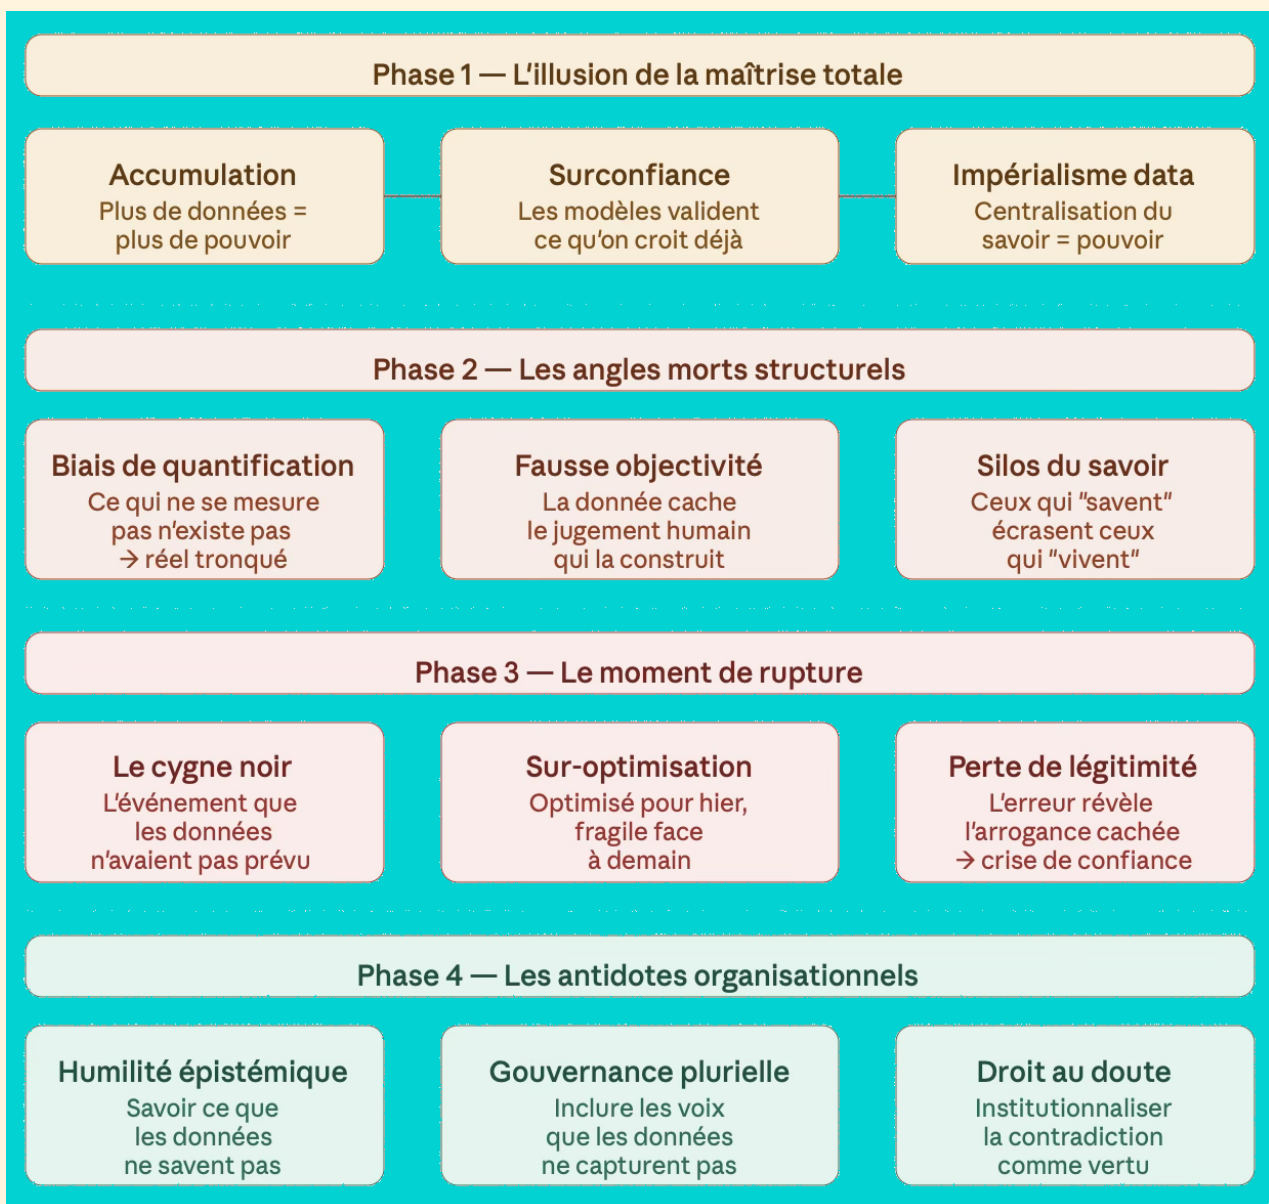 Phase 1 — L'illusion de la maîtrise totale
Accumulation
Plus de données =
plus de pouvoir
Surconfiance
Les modèles valident
ce qu'on croit déjà
Impérialisme data
Centralisation du
savoir = pouvoir
Phase 2 — Les angles morts structurels
Biais de quantification
Ce qui ne se mesure
pas n'existe pas
→ réel tronqué
Fausse objectivité
La donnée cache
le jugement humain
qui la construit
Silos du savoir
Ceux qui "savent"
écrasent ceux
qui "vivent"
Phase 3 — Le moment de rupture
Le cygne noir
L'événement que
les données
n'avaient pas prévu
Sur-optimisation
Optimisé pour hier,
fragile face
à demain
Perte de légitimité
L'erreur révèle
l'arrogance cachée
→ crise de confiance
Phase 4 — Les antidotes organisationnels
Humilité épistémique
Savoir ce que
les données
ne savent pas
Gouvernance plurielle
Inclure les voix
que les données
ne capturent pas
Droit au doute
Institutionnaliser
la contradiction
comme vertu